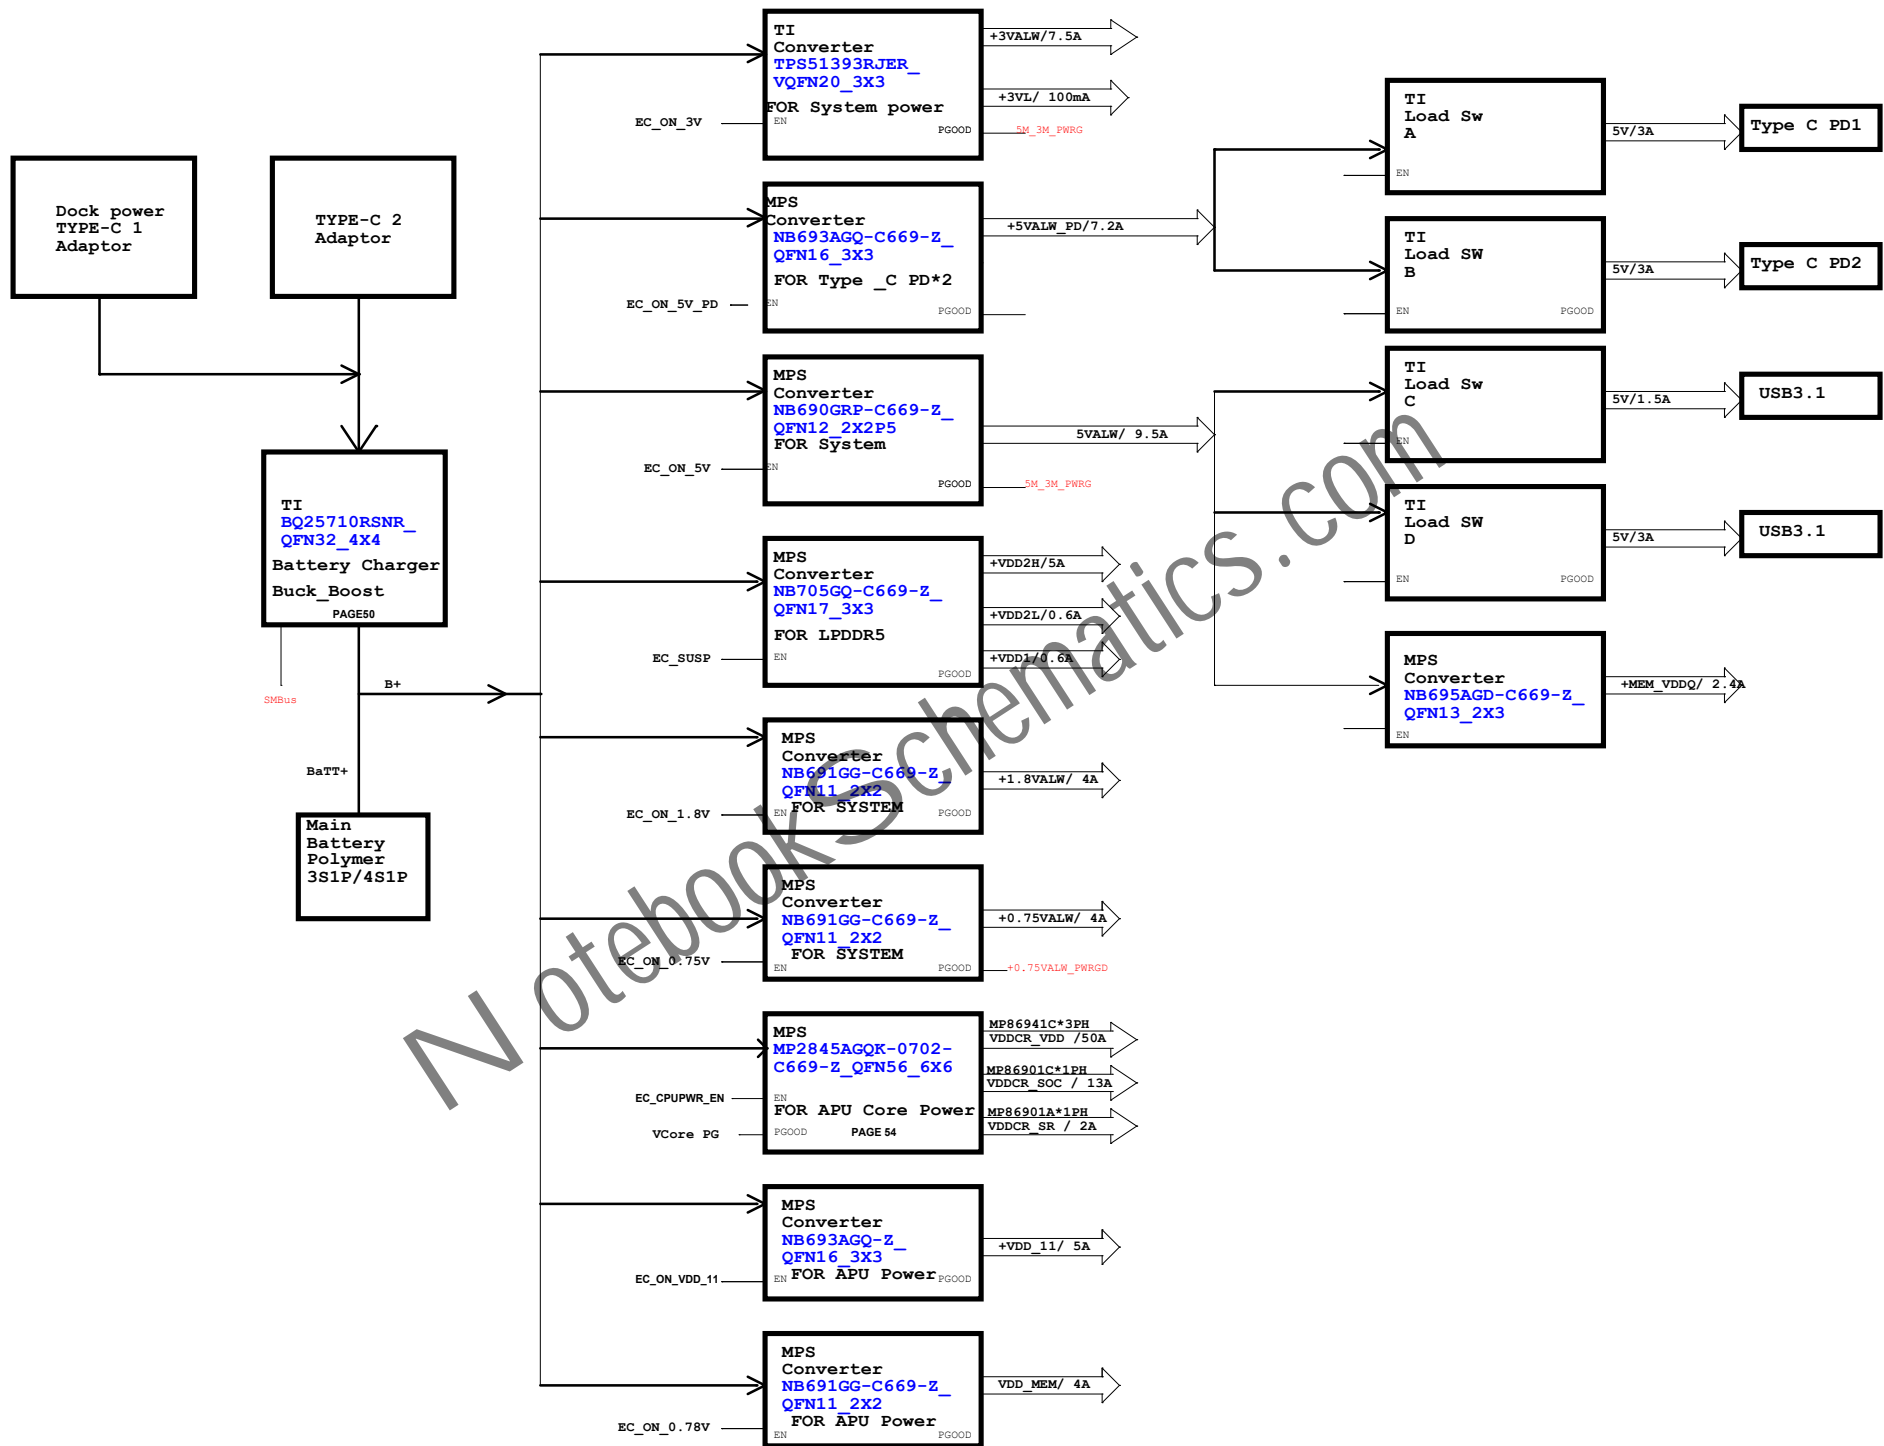 Dock power
TYPE-C 1
Adaptor
TYPE-C 2
Adaptor
TI
BQ25710RSNR_
QFN32_4X4
Battery Charger
Buck_Boost
PAGE50
SMBus
B+
BaTT+
Main
Battery
Polymer
3S1P/4S1P
TI
Converter
TPS51393RJER_
VQFN20_3X3
FOR System power
EC_ON_3V
EN
PGOOD
+3VALW/7.5A
+3VL/ 100mA
5M_3M_PWRG
MPS
Converter
NB693AGQ-C669-Z_
QFN16_3X3
FOR Type _C PD*2
EC_ON_5V_PD
EN
PGOOD
+5VALW_PD/7.2A
MPS
Converter
NB690GRP-C669-Z_
QFN12_2X2P5
FOR System
EC_ON_5V
EN
PGOOD
5VALW/ 9.5A
5M_3M_PWRG
MPS
Converter
NB705GQ-C669-Z_
QFN17_3X3
FOR LPDDR5
EC_SUSP
EN
PGOOD
+VDD2H/5A
+VDD2L/0.6A
+VDD1/0.6A
MPS
Converter
NB691GG-C669-Z_
QFN11_2X2
FOR SYSTEM
EC_ON_1.8V
EN
PGOOD
+1.8VALW/ 4A
MPS
Converter
NB691GG-C669-Z_
QFN11_2X2
FOR SYSTEM
EC_ON_0.75V
EN
PGOOD
+0.75VALW/ 4A
+0.75VALW_PWRGD
MPS
MP2845AGQK-0702-
C669-Z_QFN56_6X6
EC_CPUPWR_EN
EN
FOR APU Core Power
VCore PG
PGOOD
PAGE 54
MP86941C*3PH
VDDCR_VDD /50A
MP86901C*1PH
VDDCR_SOC / 13A
MP86901A*1PH
VDDCR_SR / 2A
MPS
Converter
NB693AGQ-Z_
QFN16_3X3
FOR APU Power
EC_ON_VDD_11
EN
PGOOD
+VDD_11/ 5A
MPS
Converter
NB691GG-C669-Z_
QFN11_2X2
FOR APU Power
EC_ON_0.78V
EN
PGOOD
VDD_MEM/ 4A
TI
Load Sw
A
EN
5V/3A
Type C PD1
TI
Load SW
B
EN
PGOOD
5V/3A
Type C PD2
TI
Load Sw
C
EN
5V/1.5A
USB3.1
TI
Load SW
D
EN
PGOOD
5V/3A
USB3.1
MPS
Converter
NB695AGD-C669-Z_
QFN13_2X3
EN
+MEM_VDDQ/ 2.4A
NotebookSchematics.com